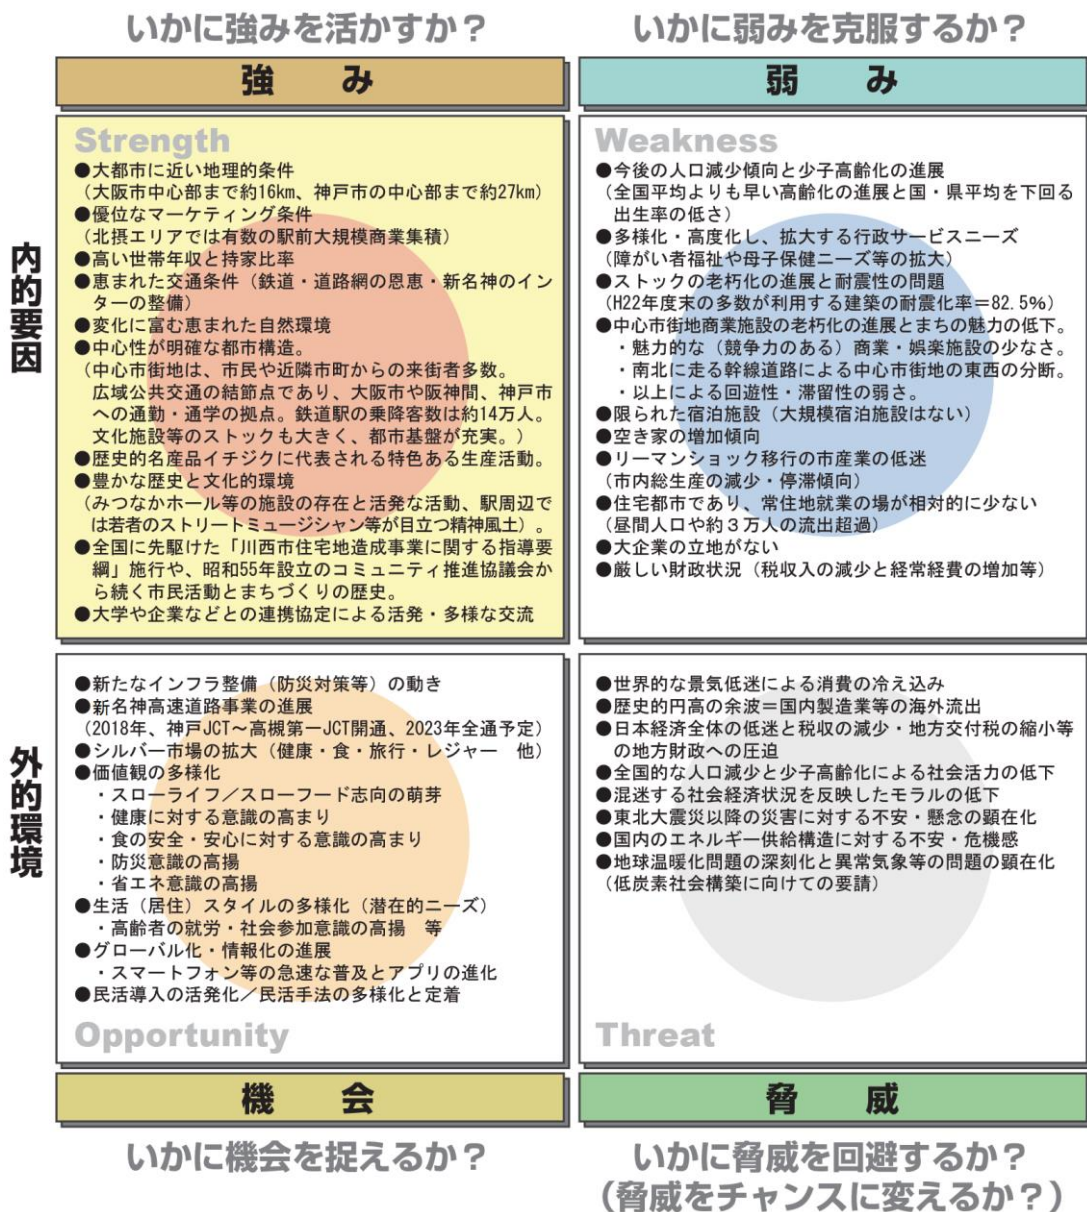 いかに強みを活かすか？
いかに弱みを克服するか？
強　み
弱　み
内的要因
Strength
●大都市に近い地理的条件
（大阪市中心部まで約16km、神戸市の中心部まで約27km）
●優位なマーケティング条件
（北摂エリアでは有数の駅前大規模商業集積）
●高い世帯年収と持家比率
●恵まれた交通条件（鉄道・道路網の恩恵・新名神のイン
ターの整備）
●変化に富む恵まれた自然環境
●中心性が明確な都市構造。
（中心市街地は、市民や近隣市町からの来街者多数。
広域公共交通の結節点であり、大阪市や阪神間、神戸市
への通勤・通学の拠点。鉄道駅の乗降客数は約14万人。
文化施設等のストックも大きく、都市基盤が充実。）
●歴史的名産品イチジクに代表される特色ある生産活動。
●豊かな歴史と文化的環境
（みつなかホール等の施設の存在と活発な活動、駅周辺で
は若者のストリートミュージシャン等が目立つ精神風土）。
●全国に先駆けた「川西市住宅地造成事業に関する指導要
綱」施行や、昭和55年設立のコミュニティ推進協議会か
ら続く市民活動とまちづくりの歴史。
●大学や企業などとの連携協定による活発・多様な交流
Weakness
●今後の人口減少傾向と少子高齢化の進展
（全国平均よりも早い高齢化の進展と国・県平均を下回る
出生率の低さ）
●多様化・高度化し、拡大する行政サービスニーズ
（障がい者福祉や母子保健ニーズ等の拡大）
●ストックの老朽化の進展と耐震性の問題
（H22年度末の多数が利用する建築の耐震化率＝82.5％）
●中心市街地商業施設の老朽化の進展とまちの魅力の低下。
・魅力的な（競争力のある）商業・娯楽施設の少なさ。
・南北に走る幹線道路による中心市街地の東西の分断。
・以上による回遊性・滞留性の弱さ。
●限られた宿泊施設（大規模宿泊施設はない）
●空き家の増加傾向
●リーマンショック移行の市産業の低迷
（市内総生産の減少・停滞傾向）
●住宅都市であり、常住地就業の場が相対的に少ない
（昼間人口や約３万人の流出超過）
●大企業の立地がない
●厳しい財政状況（税収入の減少と経常経費の増加等）
外的環境
●新たなインフラ整備（防災対策等）の動き
●新名神高速道路事業の進展
（2018年、神戸JCT～高槻第一JCT開通、2023年全通予定）
●シルバー市場の拡大（健康・食・旅行・レジャー　他）
●価値観の多様化
・スローライフ／スローフード志向の萌芽
・健康に対する意識の高まり
・食の安全・安心に対する意識の高まり
・防災意識の高揚
・省エネ意識の高揚
●生活（居住）スタイルの多様化（潜在的ニーズ）
・高齢者の就労・社会参加意識の高揚　等
●グローバル化・情報化の進展
・スマートフォン等の急速な普及とアプリの進化
●民活導入の活発化／民活手法の多様化と定着
Opportunity
●世界的な景気低迷による消費の冷え込み
●歴史的円高の余波＝国内製造業等の海外流出
●日本経済全体の低迷と税収の減少・地方交付税の縮小等
の地方財政への圧迫
●全国的な人口減少と少子高齢化による社会活力の低下
●混迷する社会経済状況を反映したモラルの低下
●東北大震災以降の災害に対する不安・懸念の顕在化
●国内のエネルギー供給構造に対する不安・危機感
●地球温暖化問題の深刻化と異常気象等の問題の顕在化
（低炭素社会構築に向けての要請）
Threat
機　会
脅　威
いかに機会を捉えるか？
いかに脅威を回避するか？
（脅威をチャンスに変えるか？）